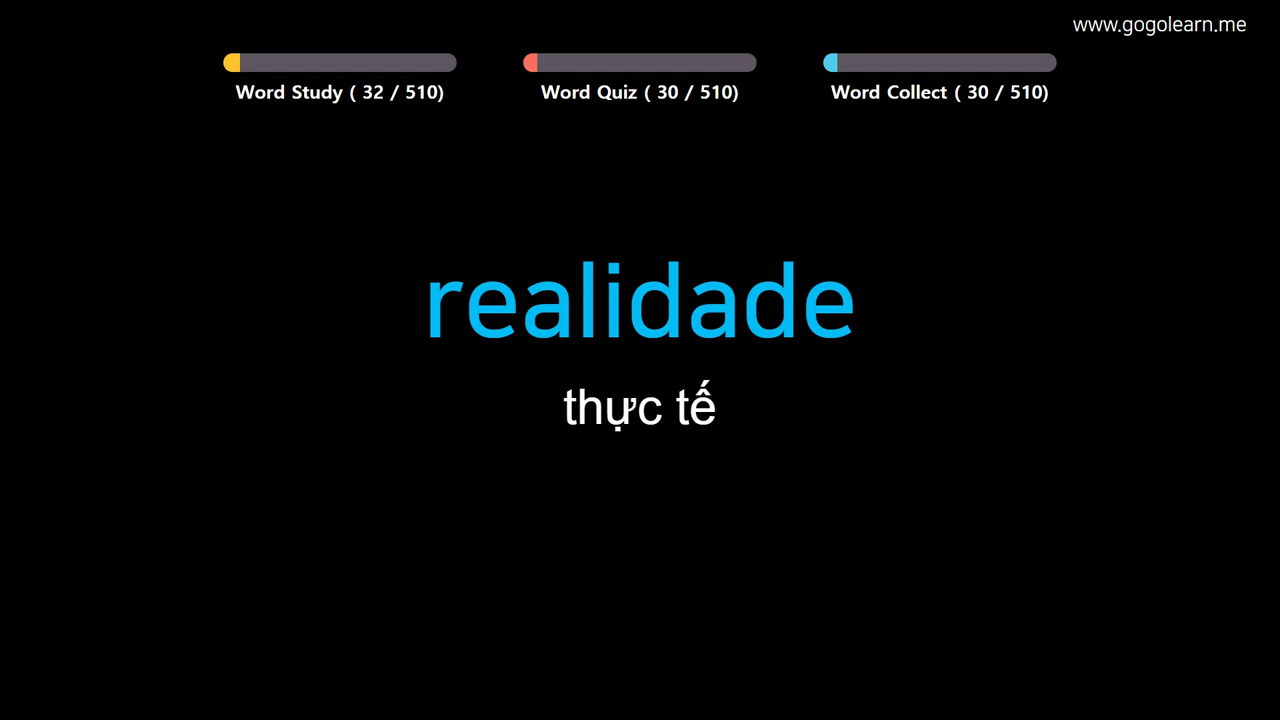 www.gogolearn.me
Word Study ( 32 / 510)
Word Quiz ( 30 / 510)
Word Collect ( 30 / 510)
realidade
thực tế